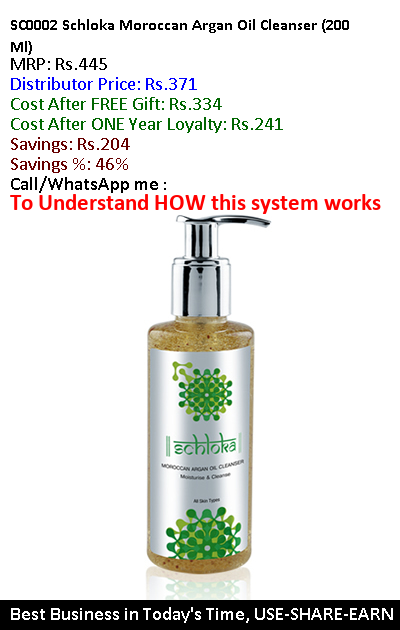 SC0002 Schloka Moroccan Argan Oil Cleanser (200
Ml)
MRP: Rs.445
Distributor Price: Rs.371
Cost After FREE Gift: Rs.334
Cost After ONE Year Loyalty: Rs.241
Savings: Rs.204
Savings %: 46%
Call/WhatsApp me :
To Understand HOW this system works
schloka
MOROCCAN ARGAN OIL CLEANSER
Moisturise & Cleanse
All Skin Types
Best Business in Today's Time, USE-SHARE-EARN